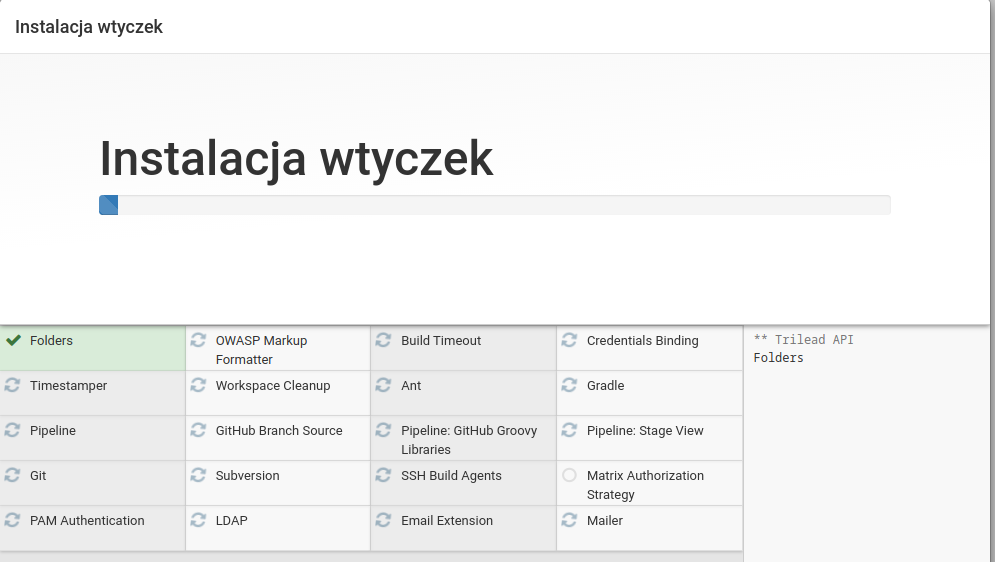 Instalacja wtyczek
Instalacja wtyczek
Folders
OWASP Markup
Formatter
Build Timeout
Credentials Binding
Timestamper
Workspace Cleanup
Ant
Gradle
Pipeline
GitHub Branch Source
Pipeline: GitHub Groovy
Libraries
Pipeline: Stage View
Git
Subversion
SSH Build Agents
Matrix Authorization
Strategy
PAM Authentication
LDAP
Email Extension
Mailer
** Trilead API
Folders